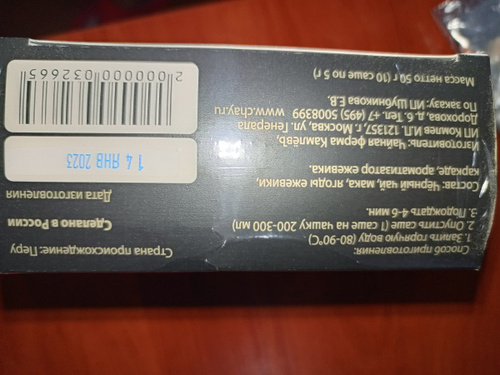 Способ приготовления:
1. Залить горячую воду (80-90°C)
2. Опустить саше (1 саше на чашку 200-300 мл)
3. Подождать 4-6 мин.
Состав: Чёрный чай, мака, ягоды ежевики,
каркаде, ароматизатор ежевика.
Изготовитель: Чайная ферма Камлевъ,
ИП Комлев И.П. 121357, г. Москва, ул. Генерала
Дорохова, д. 6. Тел. +7 (495) 5008399 www.chay.ru
По заказу: ИП Шубникова Е.В.
Масса нетто 50 г (10 саше по 5 г)
Страна происхождение: Перу
Сделано в России
Дата изготовления
14 ЯНВ 2023
2 000000 032665